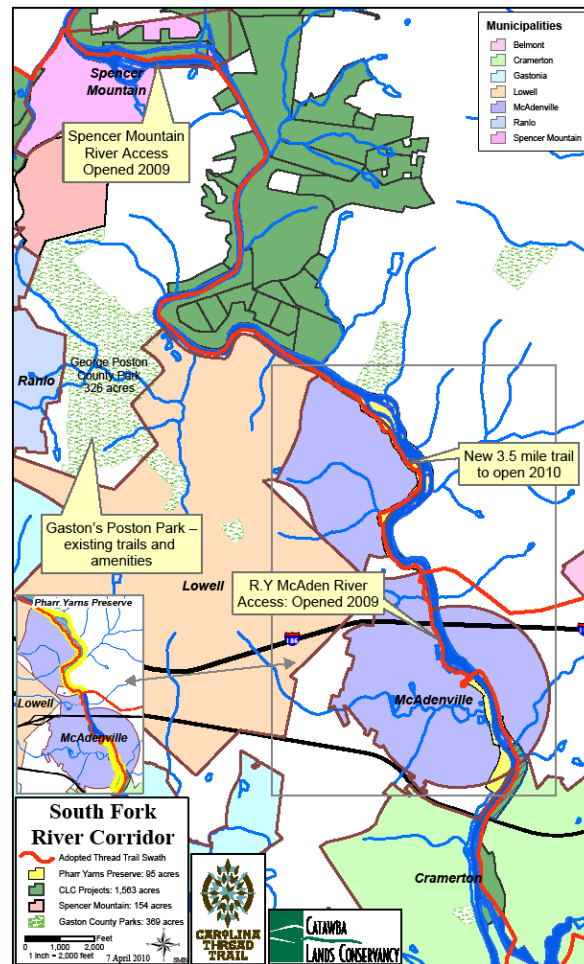 Municipalities
Belmont
Cramerton
Gastonia
Lowell
McAdenville
Ranlo
Spencer Mountain
Spencer
Mountain
Spencer Mountain
River Access
Opened 2009
George Poston
County Park
326 acres
Ranlo
New 3.5 mile trail
to open 2010
Gaston's Poston Park –
existing trails and
amenities
Lowell
R.Y McAden River
Access: Opened 2009
Pharr Yarns Preserve
Lowell
McAdenville
McAdenville
Cramerton
South Fork
River Corridor
Adopted Thread Trail Swath
Pharr Yarns Preserve: 95 acres
CLC Projects: 1,563 acres
Spencer Mountain: 154 acres
Gaston County Parks: 369 acres
Feet
0 1,000 2,000
1 Inch = 2,000 feet
7 April 2010
SMN
CAROLINA
THREAD TRAIL
CATAWBA
LANDS CONSERVANCY